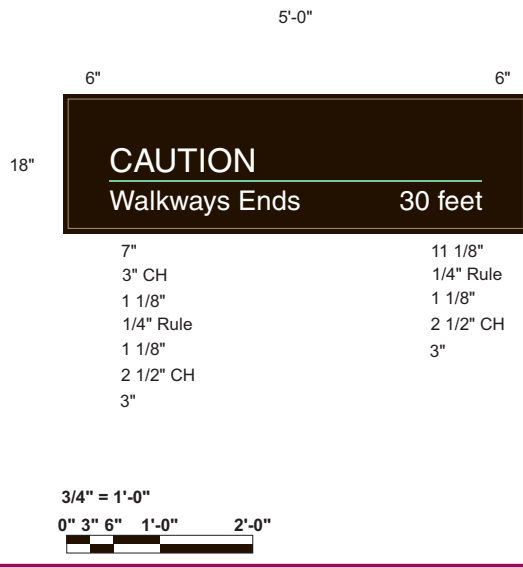 5'-0"
6" 6"
18"
CAUTION
Walkways Ends 30 feet
7"
3" CH
1 1/8"
1/4" Rule
1 1/8"
2 1/2" CH
3"
11 1/8"
1/4" Rule
1 1/8"
2 1/2" CH
3"
3/4" = 1'-0"
0" 3" 6" 1'-0" 2'-0"